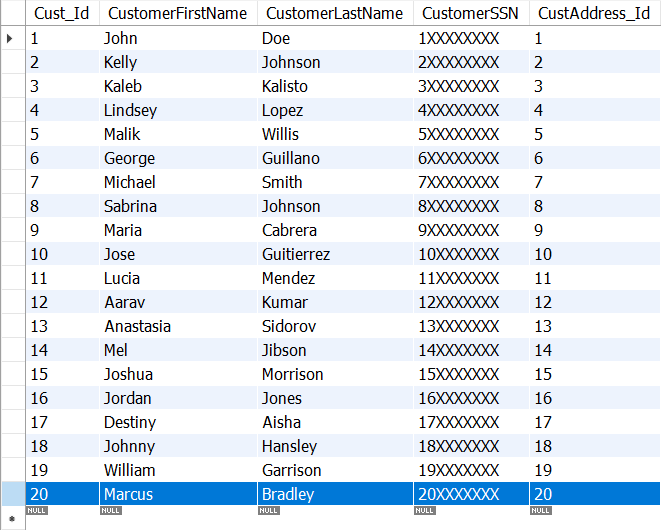 Cust_Id CustomerFirstName CustomerLastName CustomerSSN CustAddress_Id
1 John Doe 1XXXXXXXX 1
2 Kelly Johnson 2XXXXXXXX 2
3 Kaleb Kalisto 3XXXXXXXX 3
4 Lindsey Lopez 4XXXXXXXX 4
5 Malik Willis 5XXXXXXXX 5
6 George Guillano 6XXXXXXXX 6
7 Michael Smith 7XXXXXXXX 7
8 Sabrina Johnson 8XXXXXXXX 8
9 Maria Cabrera 9XXXXXXXX 9
10 Jose Guitierrez 10XXXXXXX 10
11 Lucia Mendez 11XXXXXXX 11
12 Aarav Kumar 12XXXXXXX 12
13 Anastasia Sidorov 13XXXXXXX 13
14 Mel Jibson 14XXXXXXX 14
15 Joshua Morrison 15XXXXXXX 15
16 Jordan Jones 16XXXXXXX 16
17 Destiny Aisha 17XXXXXXX 17
18 Johnny Hansley 18XXXXXXX 18
19 William Garrison 19XXXXXXX 19
20 Marcus Bradley 20XXXXXXX 20
NULL NULL NULL NULL NULL